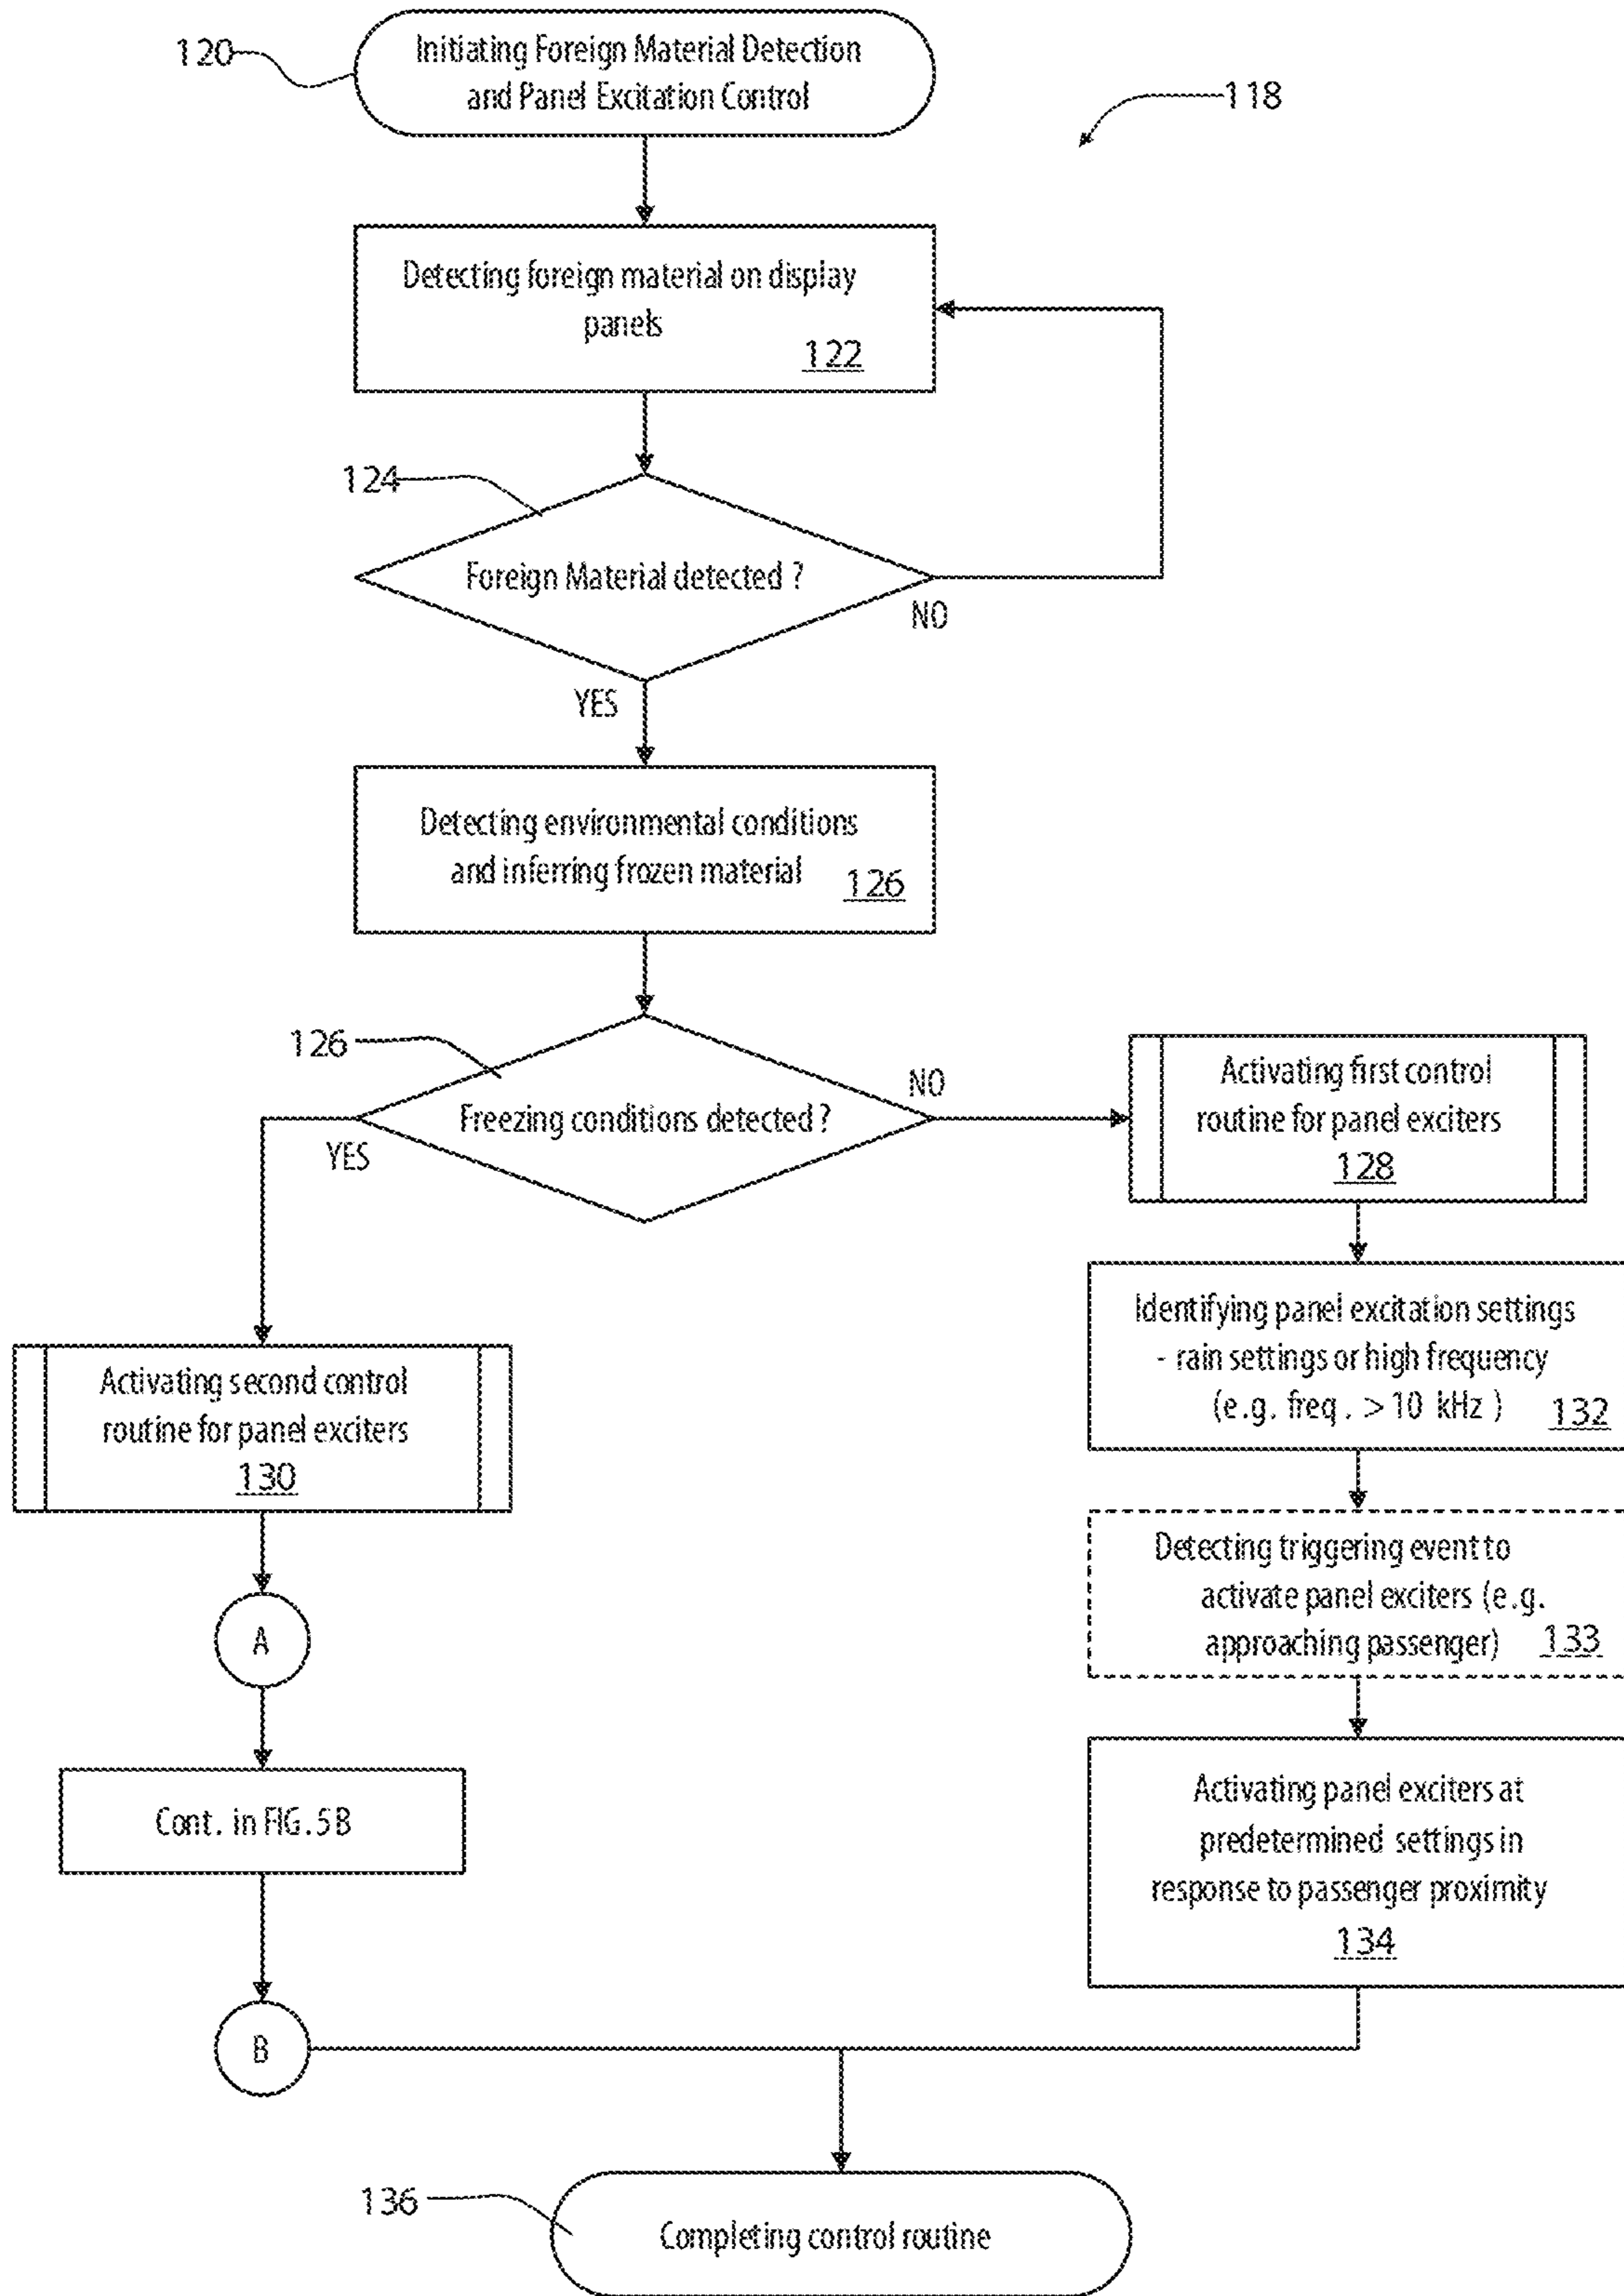 120
Initiating Foreign Material Detection
and Panel Excitation Control
118
Detecting foreign material on display
panels
122
124
Foreign Material detected ?
NO
YES
Detecting environmental conditions
and inferring frozen material
126
126
Freezing conditions detected ?
NO
YES
Activating first control
routine for panel exciters
128
Identifying panel excitation settings
- rain settings or high frequency
(e.g. freq. > 10 kHz )
132
Activating second control
routine for panel exciters
130
Detecting triggering event to
activate panel exciters (e.g.
approaching passenger)
133
A
Cont. in FIG. 5B
Activating panel exciters at
predetermined settings in
response to passenger proximity
134
B
136
Completing control routine